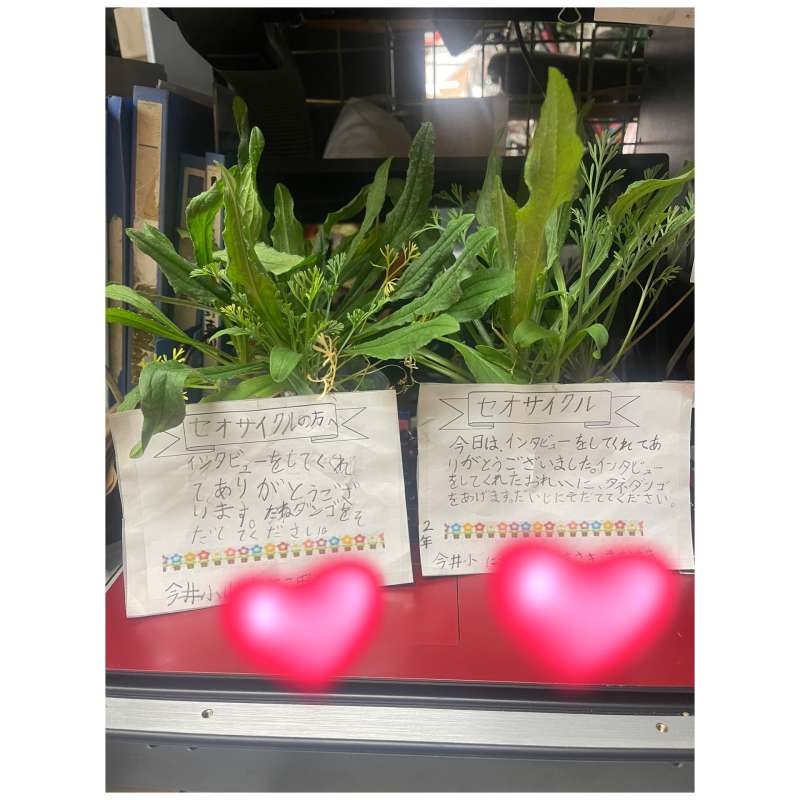 セオサイクルの方へ
インタビューをしてくれ
てありがとうござ
います。たねダンゴをそ
だててください。
今井小
セオサイクル
今日は、インタビューをしてくれてあ
りがとうございました。インタビュー
をしてくれたおれいに、タネダンゴ
をあげます。だいじにそだててください。
2年
今井小